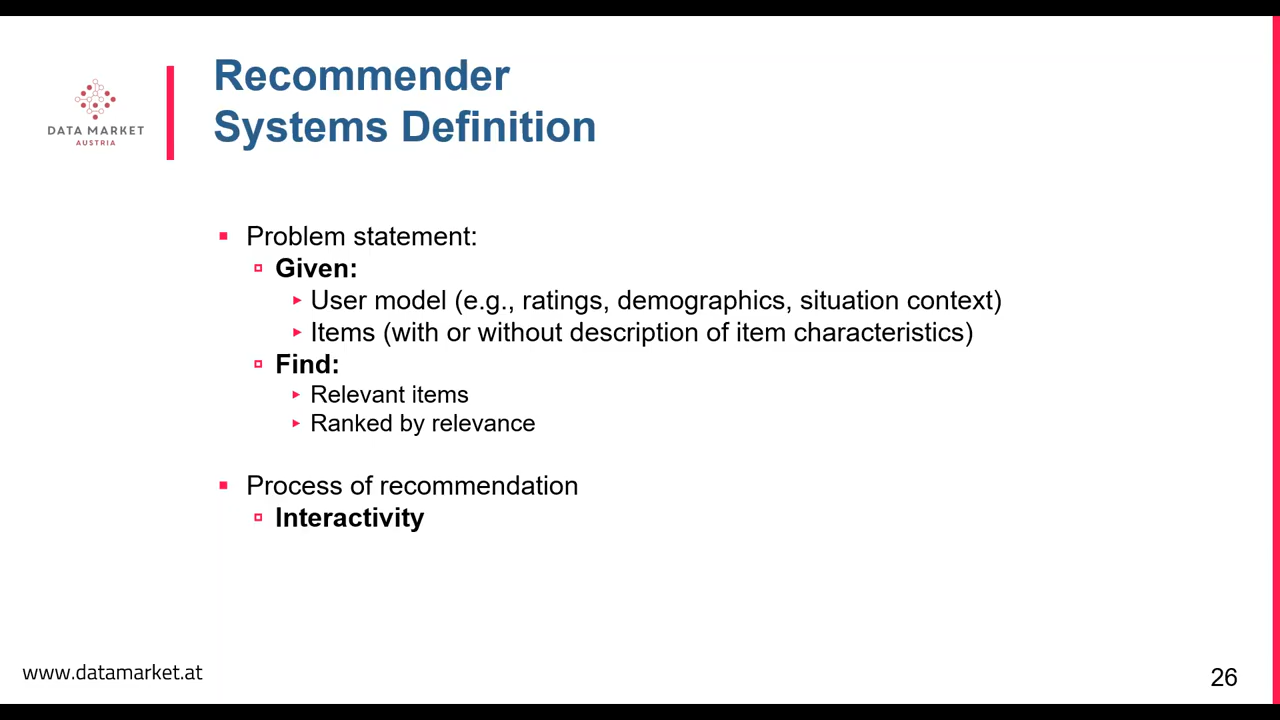 Recommender
Systems Definition
DATA MARKET
AUSTRIA
Problem statement:
Given:
User model (e.g., ratings, demographics, situation context)
Items (with or without description of item characteristics)
Find:
Relevant items
Ranked by relevance
Process of recommendation
Interactivity
www.datamarket.at
26